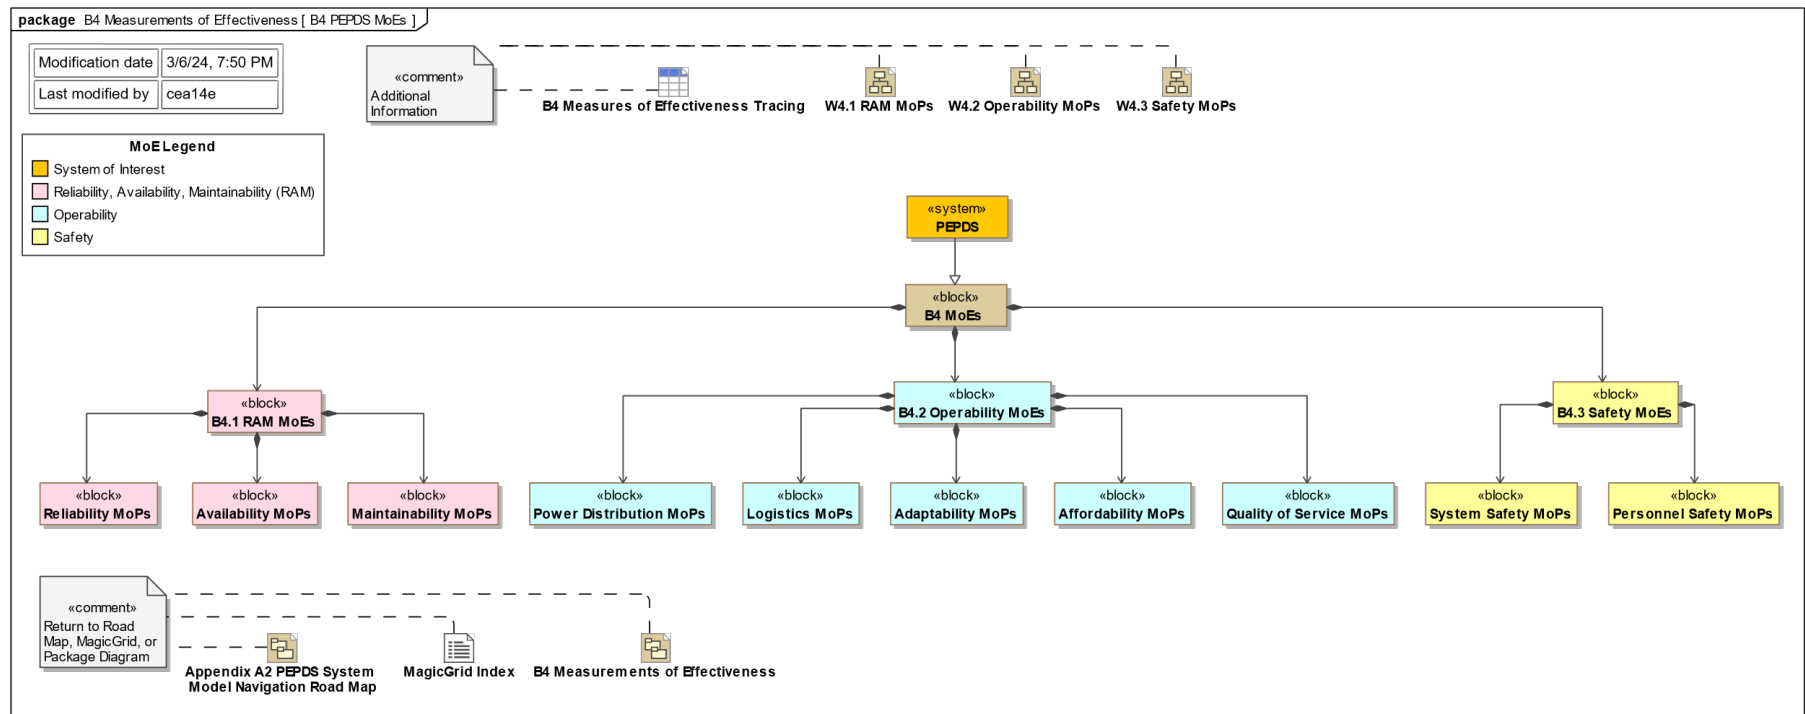 package B4 Measurements of Effectiveness [ B4 PEPDS MoEs ]
Modification date 3/6/24, 7:50 PM
Last modified by cea14e
«comment»
Additional
Information
B4 Measures of Effectiveness Tracing
W4.1 RAM MoPs
W4.2 Operability MoPs
W4.3 Safety MoPs
MoE Legend
System of Interest
Reliability, Availability, Maintainability (RAM)
Operability
Safety
«system»
PEPDS
«block»
B4 MoEs
«block»
B4.1 RAM MoEs
«block»
B4.2 Operability MoEs
«block»
B4.3 Safety MoEs
«block»
Reliability MoPs
«block»
Availability MoPs
«block»
Maintainability MoPs
«block»
Power Distribution MoPs
«block»
Logistics MoPs
«block»
Adaptability MoPs
«block»
Affordability MoPs
«block»
Quality of Service MoPs
«block»
System Safety MoPs
«block»
Personnel Safety MoPs
«comment»
Return to Road
Map, MagicGrid, or
Package Diagram
Appendix A2 PEPDS System
Model Navigation Road Map
MagicGrid Index
B4 Measurements of Effectiveness